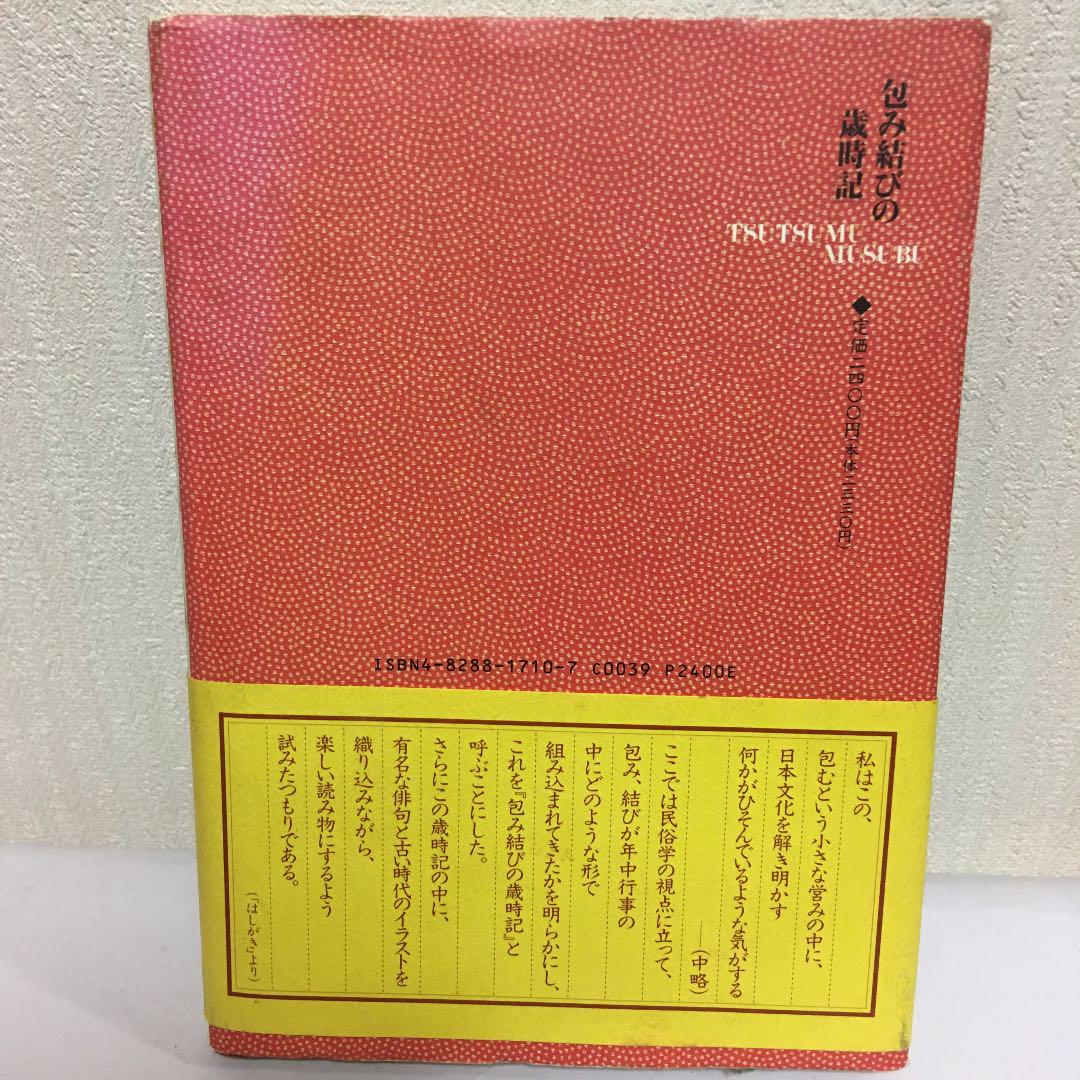 包み結びの
歳時記
TSUTSUMU
MUSUBU
◆定価二四〇〇円(本体二三三〇円)
ISBN4-8288-1710-7 C0039 P2400E
私はこの、
包むという小さな営みの中に、
日本文化を解き明かす
何かがひそんでいるような気がする
――(中略)
ここでは民俗学の視点に立って、
包み、結びが年中行事の
中にどのような形で
組み込まれてきたかを明らかにし、
これを『包み結びの歳時記』と
呼ぶことにした。
さらにこの歳時記の中に、
有名な俳句と古い時代のイラストを
織り込みながら、
楽しい読み物にするよう
試みたつもりである。
(「はしがき」より)